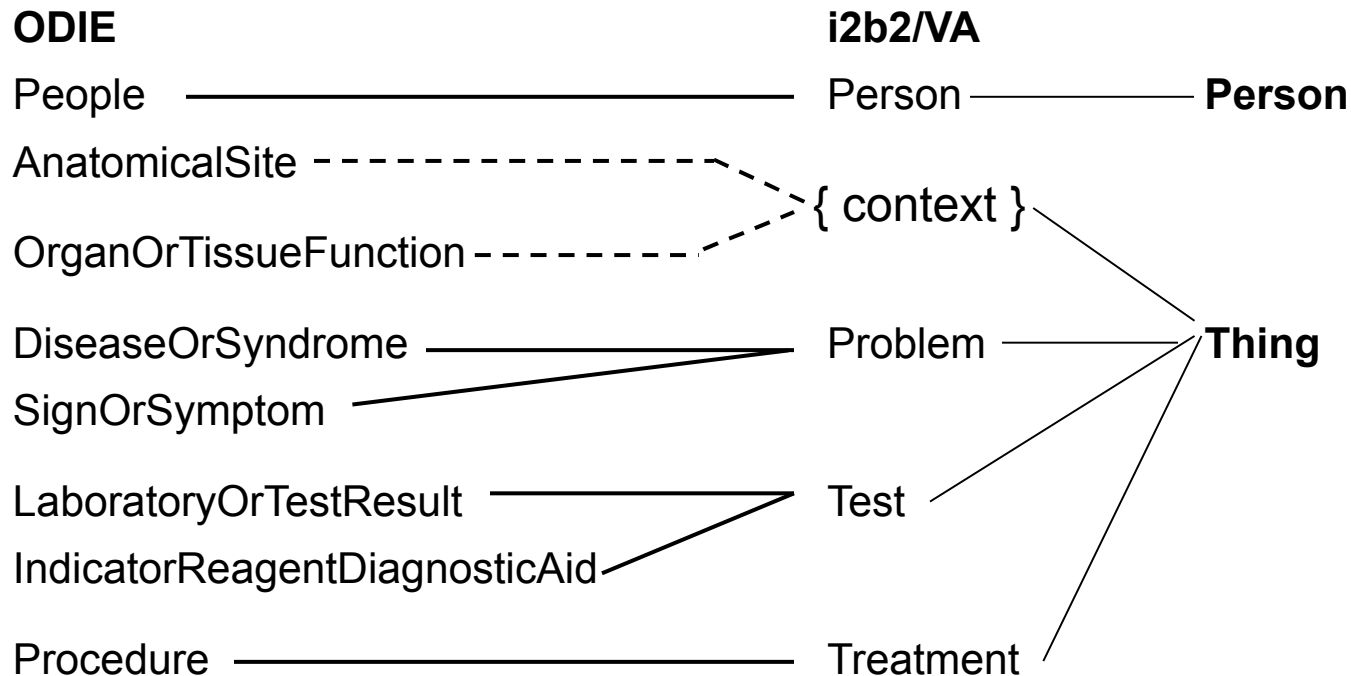 ODIE i2b2/VA
People Person Person
AnatomicalSite
{ context }
OrganOrTissueFunction
DiseaseOrSyndrome Problem Thing
SignOrSymptom
LaboratoryOrTestResult Test
IndicatorReagentDiagnosticAid
Procedure Treatment